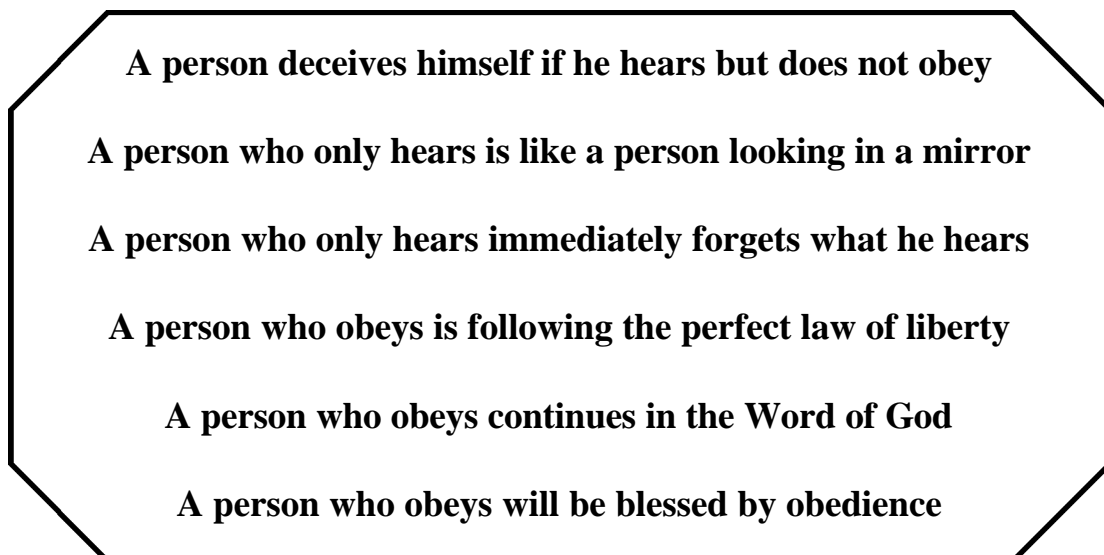 A person deceives himself if he hears but does not obey
A person who only hears is like a person looking in a mirror
A person who only hears immediately forgets what he hears
A person who obeys is following the perfect law of liberty
A person who obeys continues in the Word of God
A person who obeys will be blessed by obedience